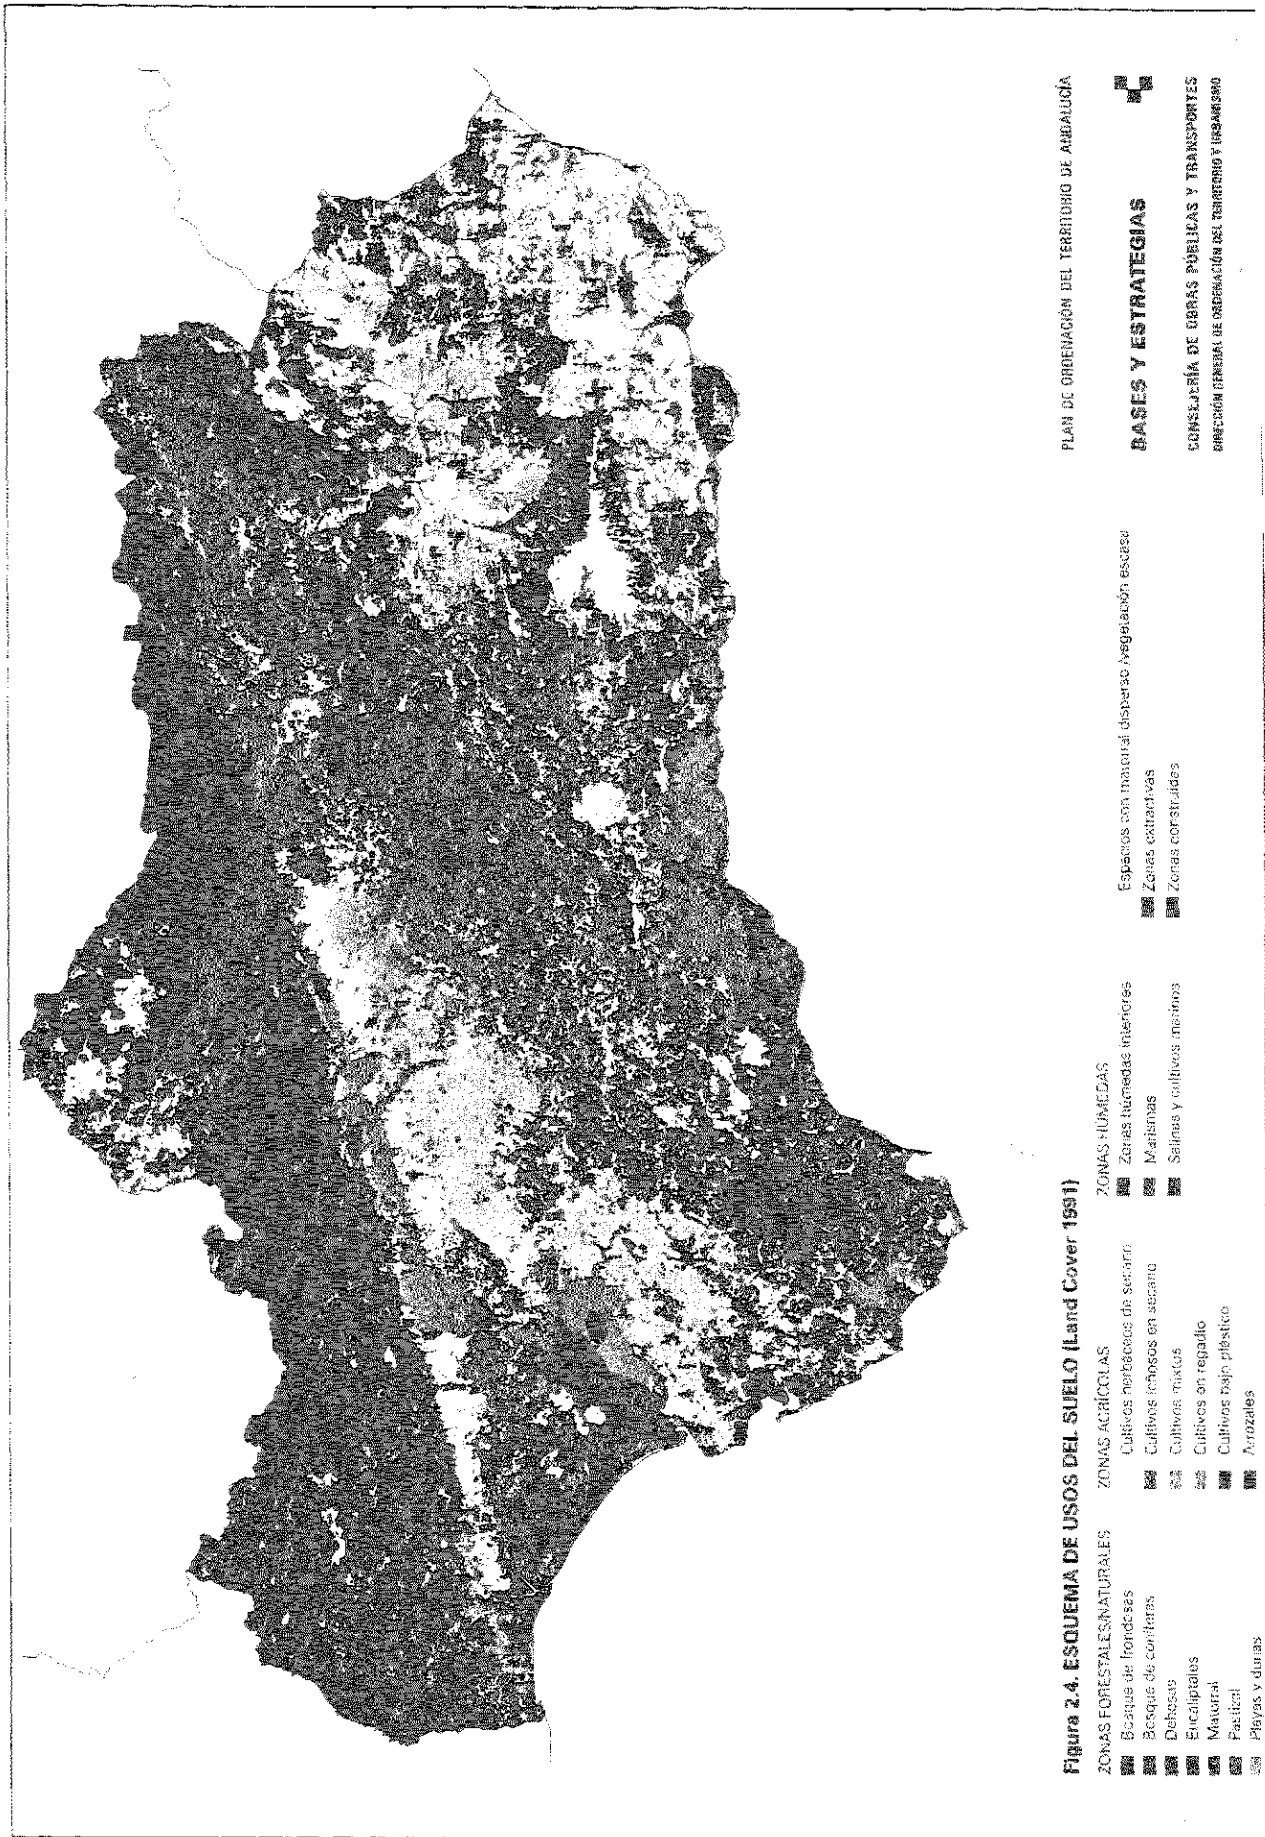 Figura 2.4. ESQUEMA DE USOS DEL SUELO (Land Cover 1991)
ZONAS FORESTALES/NATURALES
Bosque de frondosas
Bosque de coníferas
Dehesas
Eucaliptales
Matorral
Pastizal
Playas y dunas
ZONAS AGRÍCOLAS
Cultivos herbáceos de secano
Cultivos leñosos en secano
Cultivos mixtos
Cultivos en regadío
Cultivos bajo plástico
Arrozales
ZONAS HÚMEDAS
Zonas húmedas interiores
Marismas
Salinas y cultivos marinos
Espacios con matorral disperso /vegetación escasa
Zonas extractivas
Zonas construidas
PLAN DE ORDENACIÓN DEL TERRITORIO DE ANDALUCÍA
BASES Y ESTRATEGIAS
CONSEJERÍA DE OBRAS PÚBLICAS Y TRANSPORTES
DIRECCIÓN GENERAL DE ORDENACIÓN DEL TERRITORIO Y URBANISMO